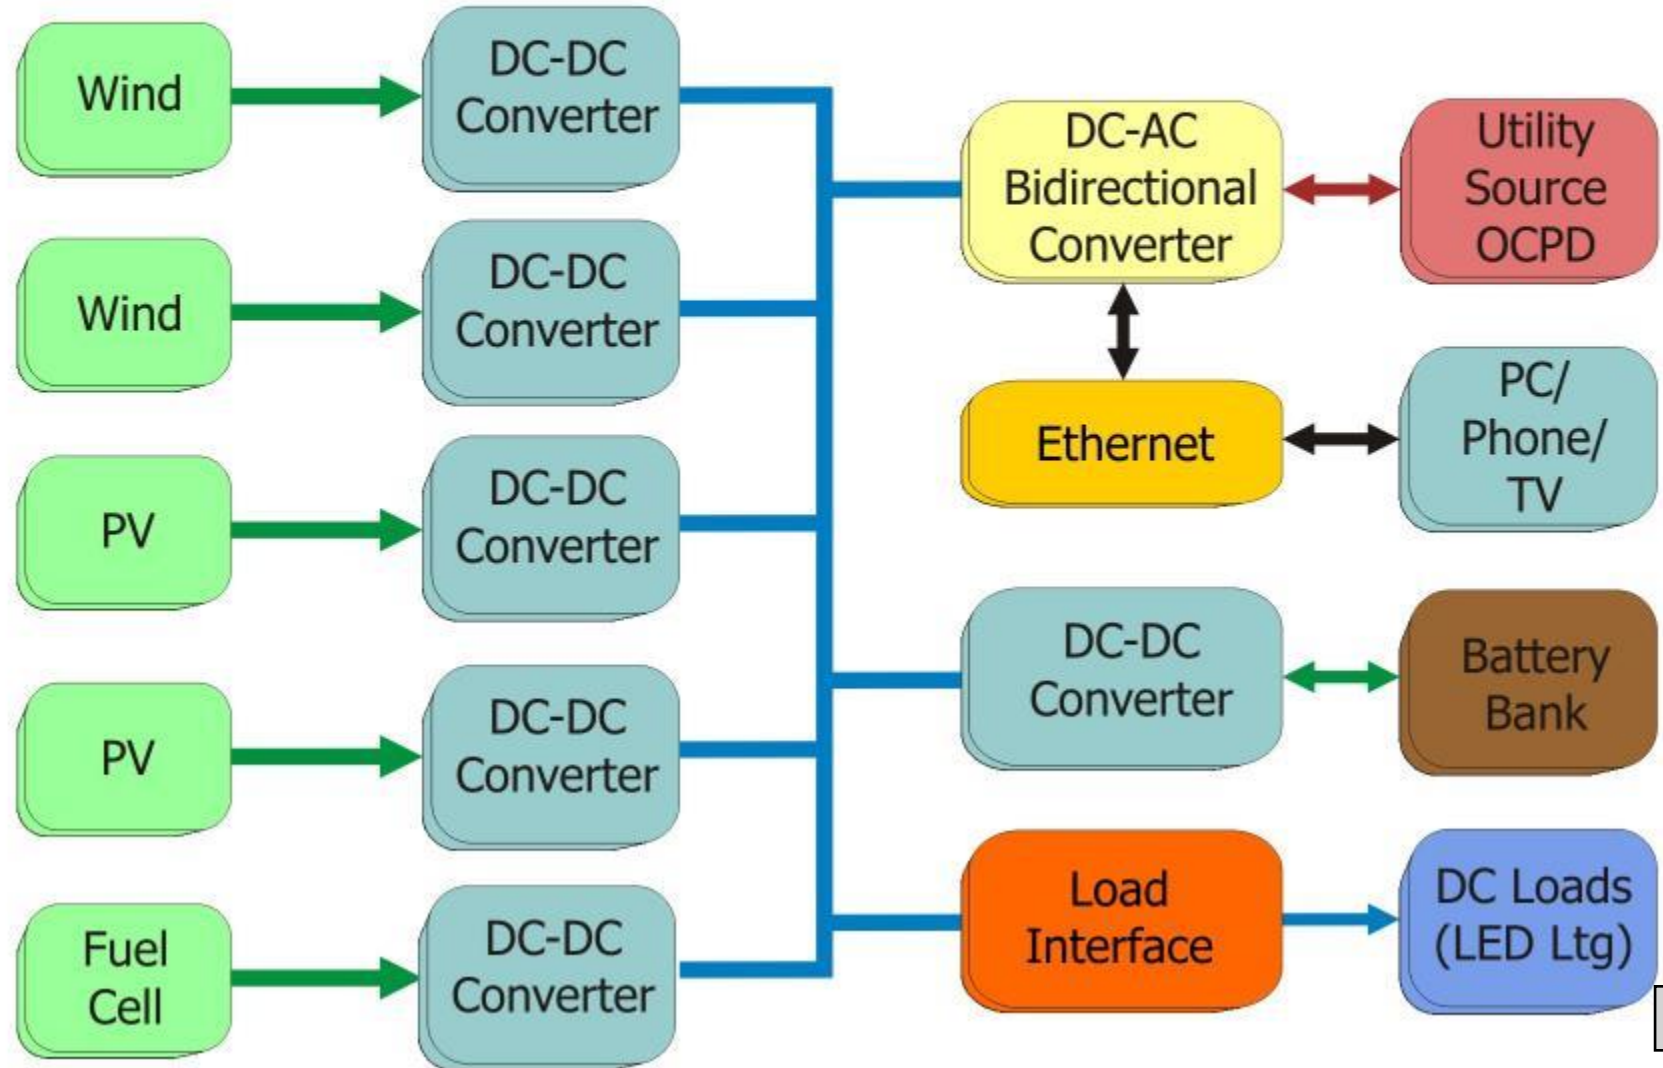 Wind
DC-DC
Converter
Wind
DC-DC
Converter
PV
DC-DC
Converter
PV
DC-DC
Converter
Fuel
Cell
DC-DC
Converter
DC-AC
Bidirectional
Converter
Utility
Source
OCPD
Ethernet
PC/
Phone/
TV
DC-DC
Converter
Battery
Bank
Load
Interface
DC Loads
(LED Ltg)